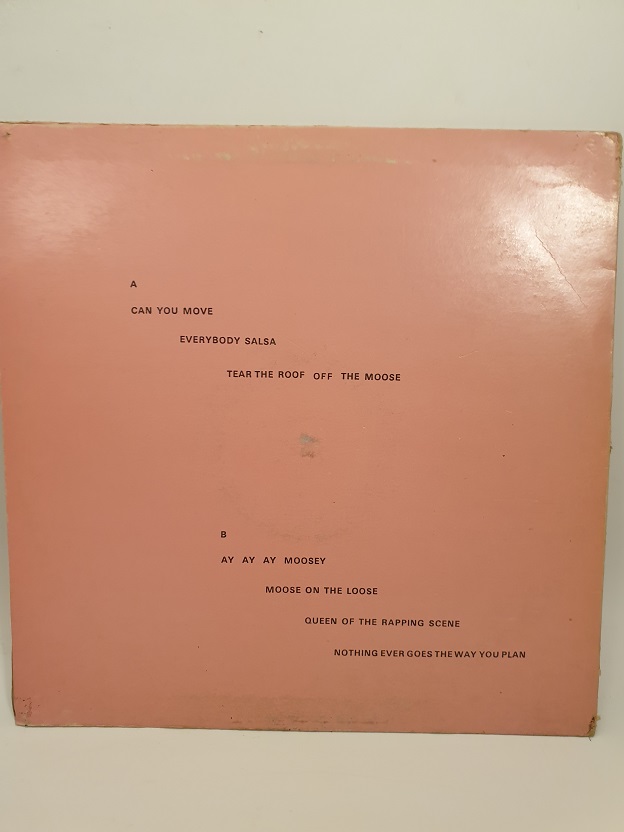 A
CAN YOU MOVE
EVERYBODY SALSA
TEAR THE ROOF OFF THE MOOSE
B
AY AY AY MOOSEY
MOOSE ON THE LOOSE
QUEEN OF THE RAPPING SCENE
NOTHING EVER GOES THE WAY YOU PLAN